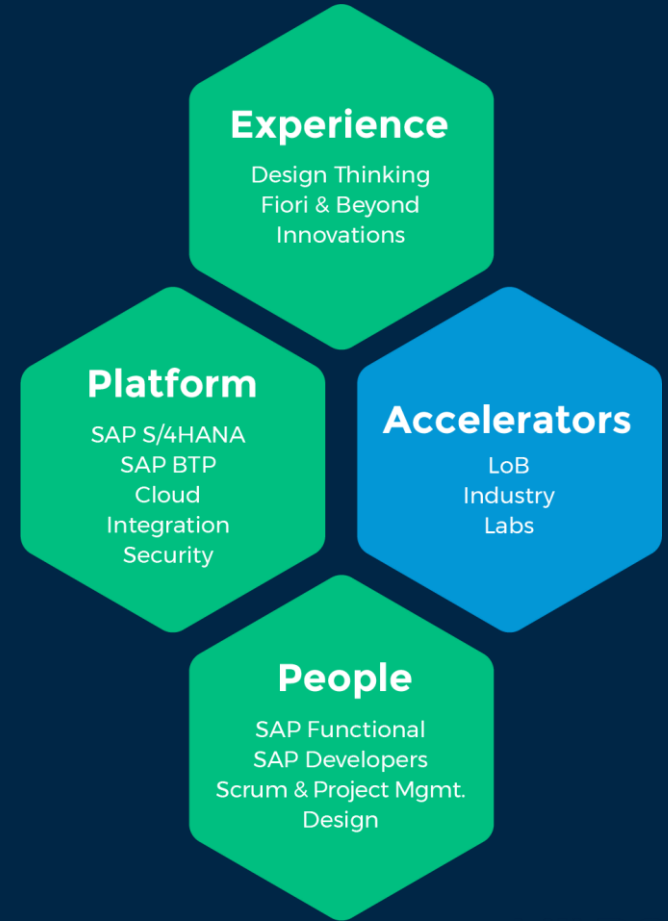 Experience
Design Thinking
Fiori & Beyond
Innovations
Platform
SAP S/4HANA
SAP BTP
Cloud
Integration
Security
Accelerators
LoB
Industry
Labs
People
SAP Functional
SAP Developers
Scrum & Project Mgmt.
Design